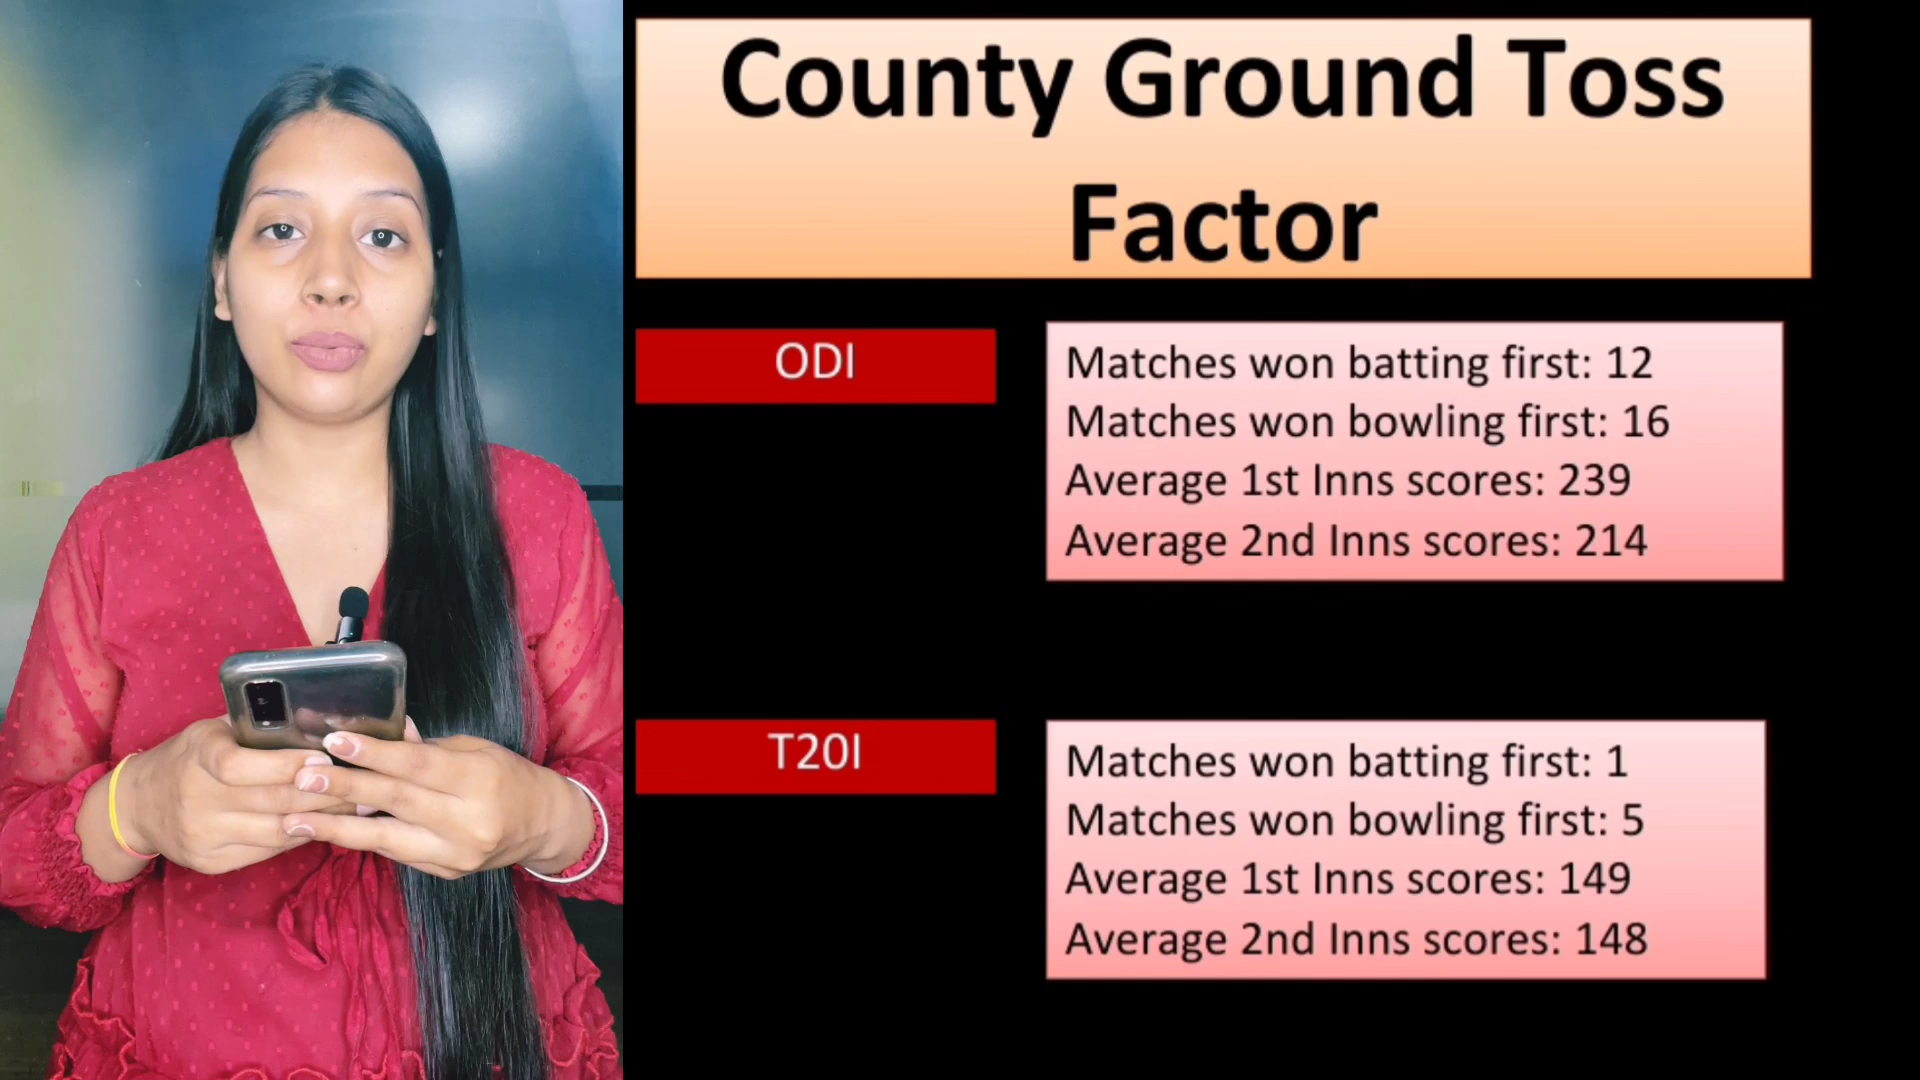 County Ground Toss
Factor
ODI
Matches won batting first: 12
Matches won bowling first: 16
Average 1st Inns scores: 239
Average 2nd Inns scores: 214
T20I
Matches won batting first: 1
Matches won bowling first: 5
Average 1st Inns scores: 149
Average 2nd Inns scores: 148